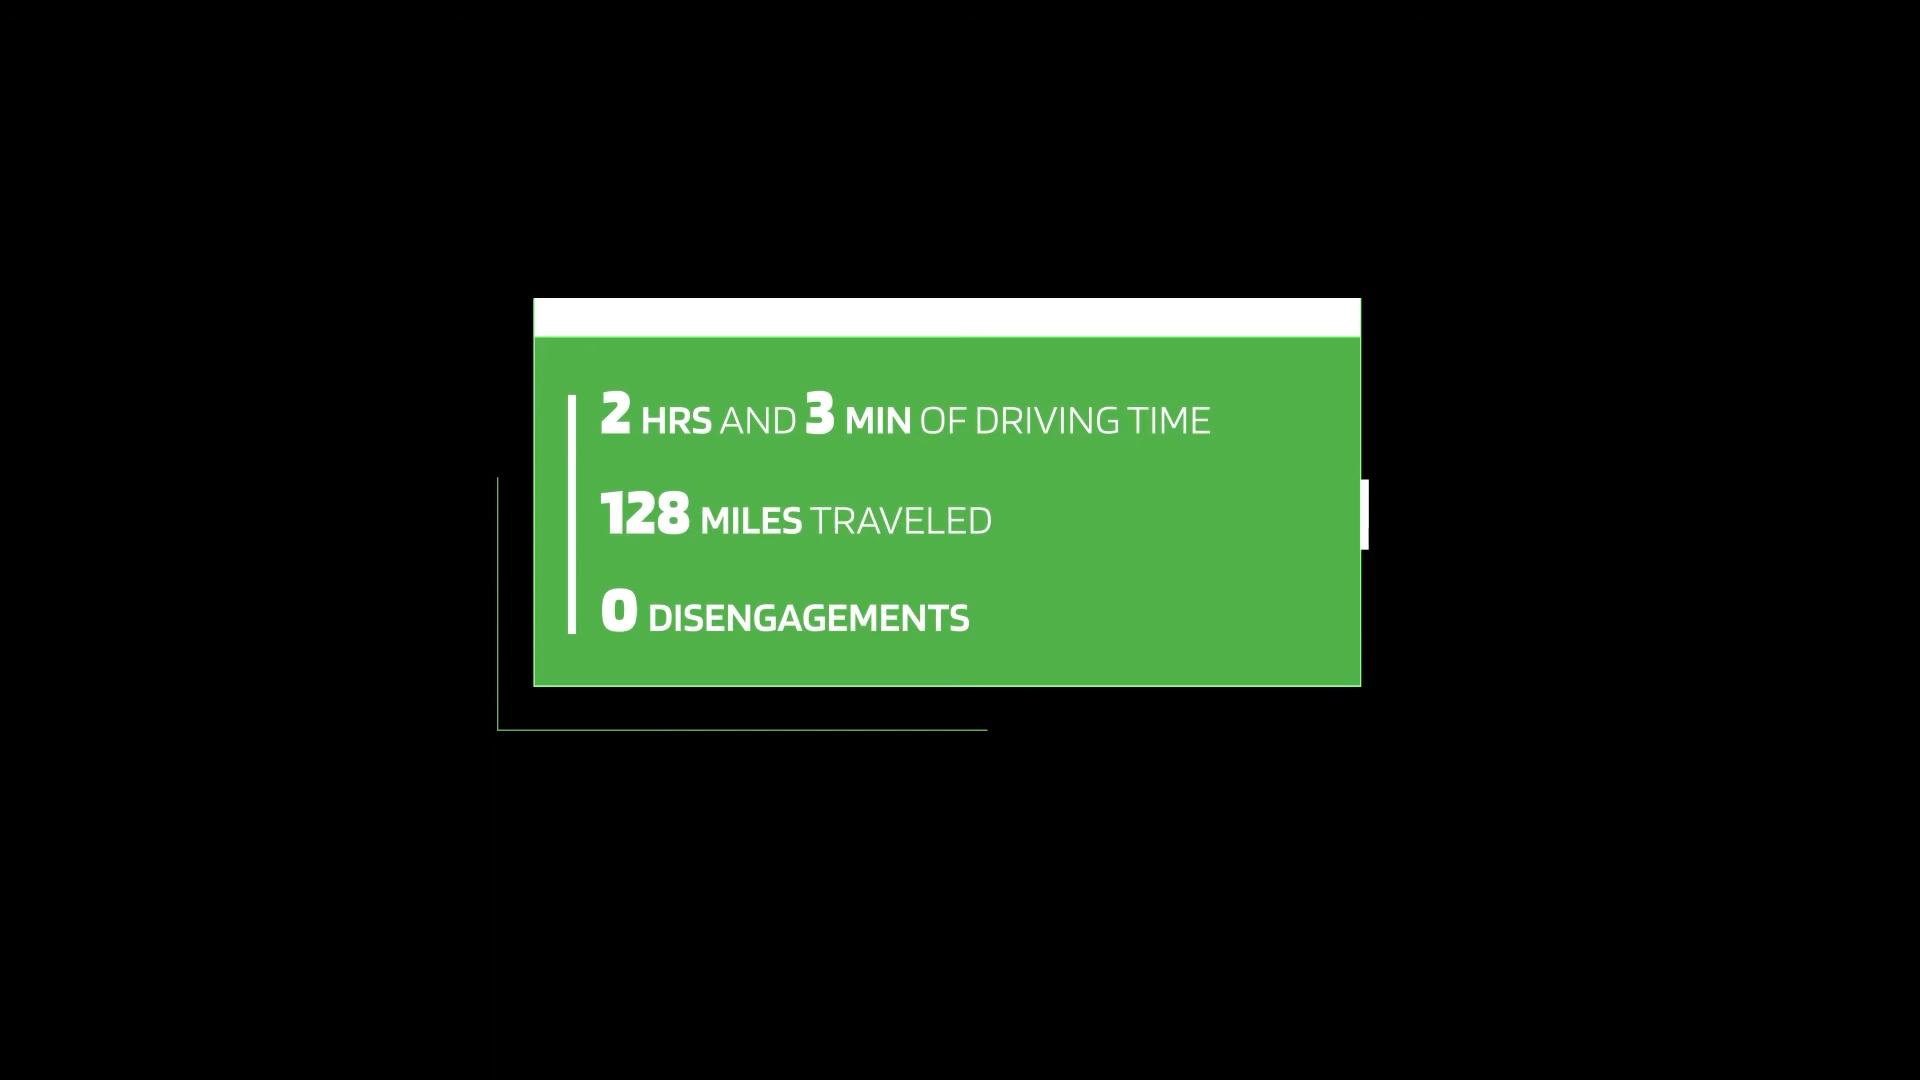 2 HRS AND 3 MIN OF DRIVING TIME
128 MILES TRAVELED
0 DISENGAGEMENTS